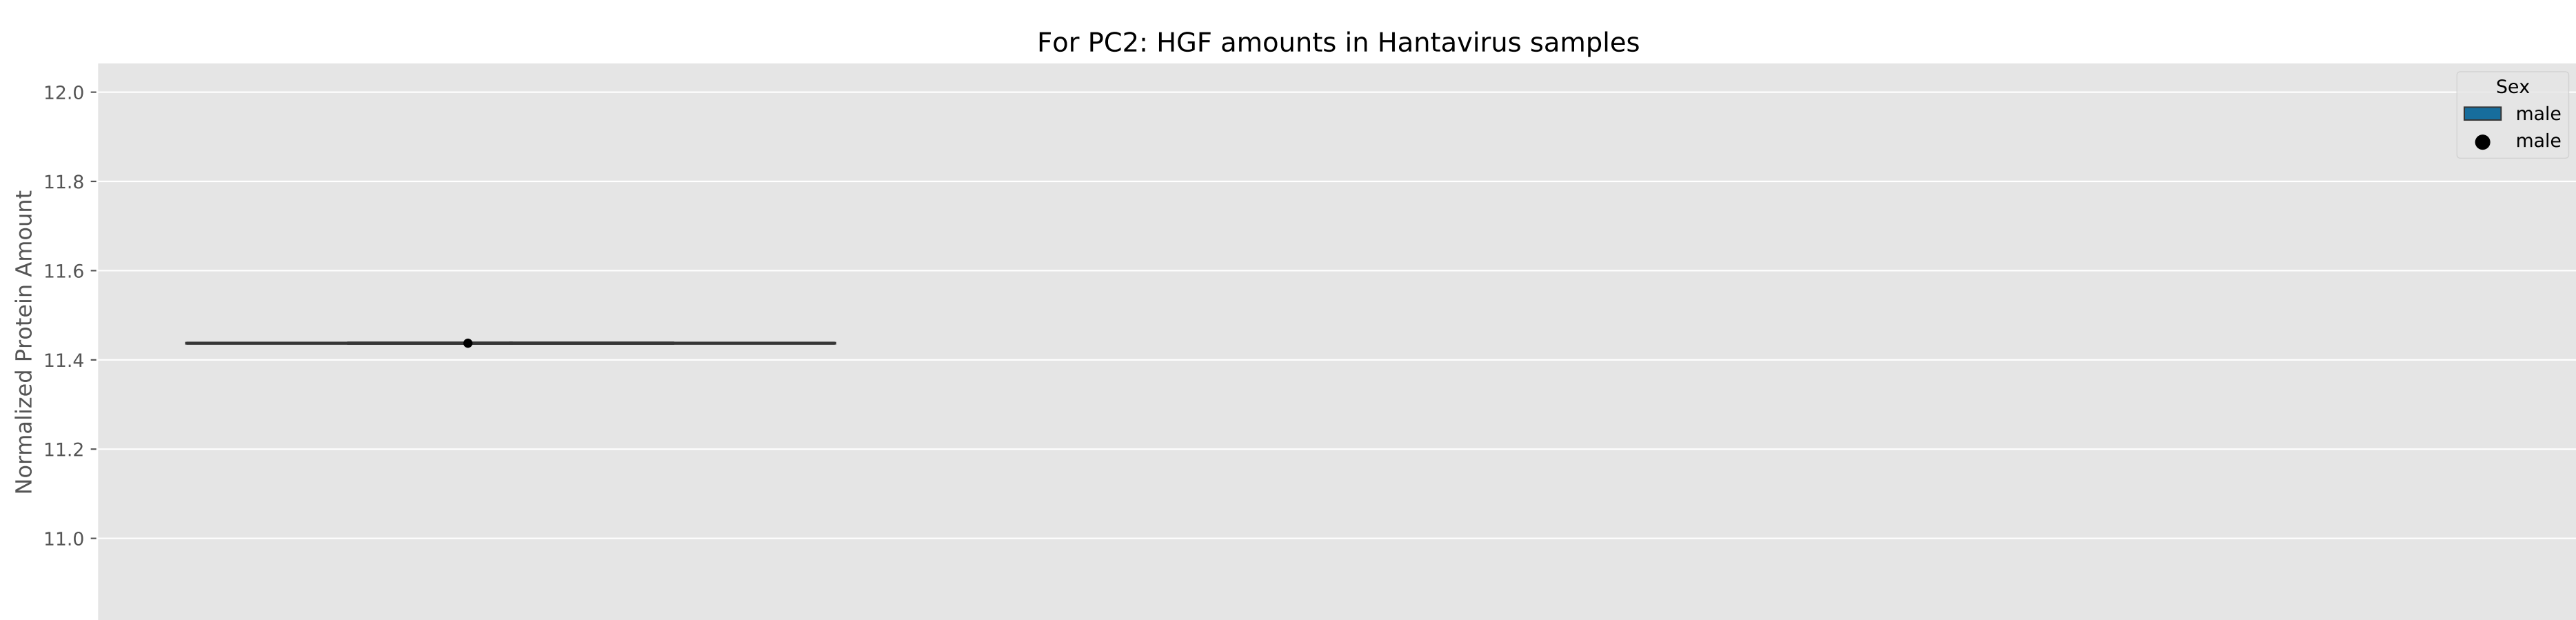 For PC2: HGF amounts in Hantavirus samples
Normalized Protein Amount
12.0
11.8
11.6
11.4
11.2
11.0
Sex
male
male